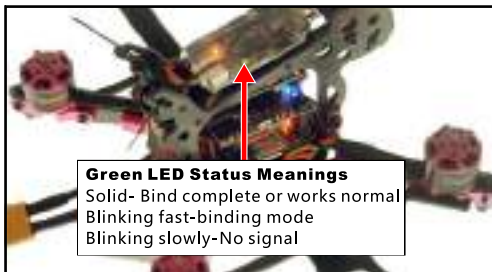 Green LED Status Meanings
Solid- Bind complete or works normal
Blinking fast-binding mode
Blinking slowly-No signal